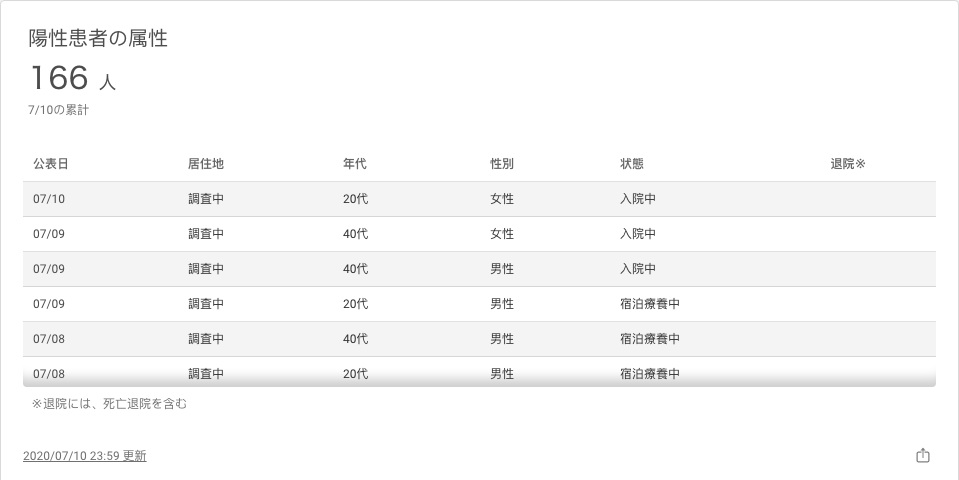 陽性患者の属性
166 人
7/10の累計
公表日 居住地 年代 性別 状態 退院※
07/10 調査中 20代 女性 入院中
07/09 調査中 40代 女性 入院中
07/09 調査中 40代 男性 入院中
07/09 調査中 20代 男性 宿泊療養中
07/08 調査中 40代 男性 宿泊療養中
07/08 調査中 20代 男性 宿泊療養中
※退院には、死亡退院を含む
2020/07/10 23:59 更新